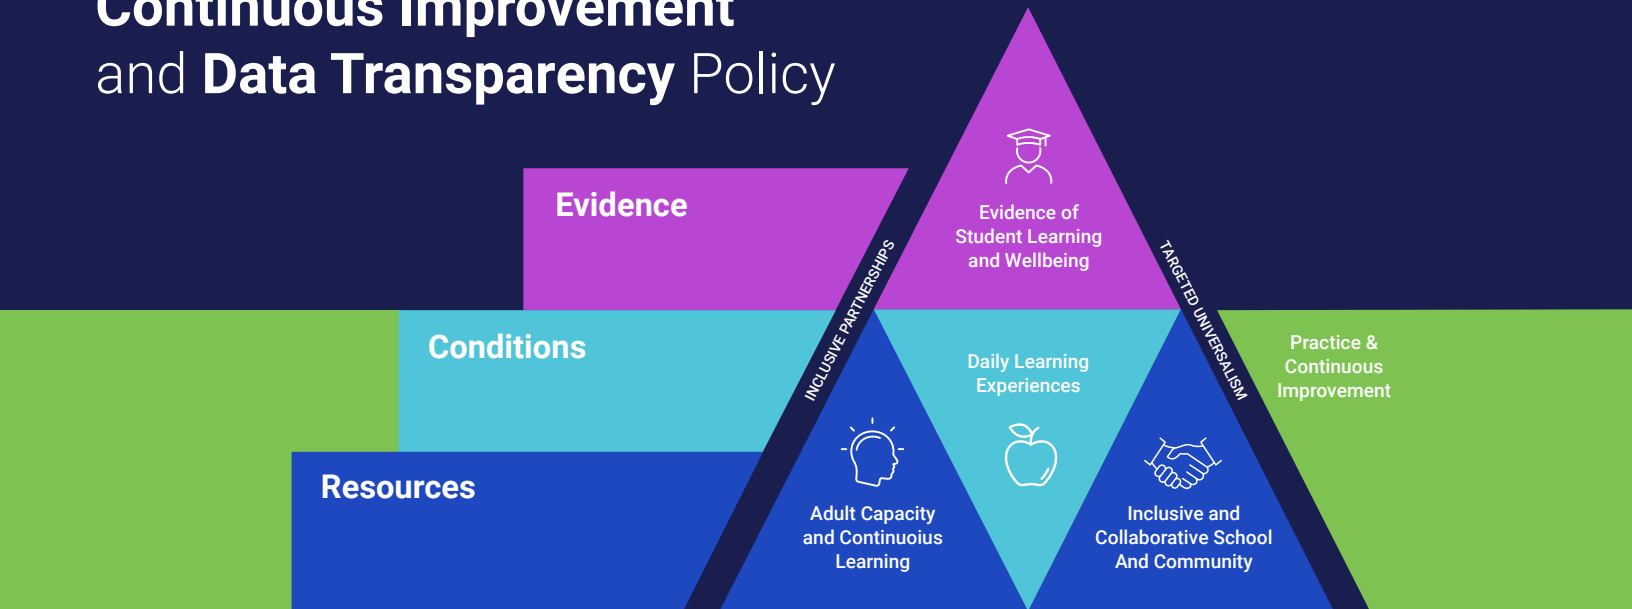 Continuous Improvement
and Data Transparency Policy
Evidence
Evidence of
Student Learning
and Wellbeing
INCLUSIVE PARTNERSHIPS
TARGETED UNIVERSALISM
Conditions
Daily Learning
Experiences
Practice &
Continuous
Improvement
Resources
Adult Capacity
and Continuoius
Learning
Inclusive and
Collaborative School
And Community